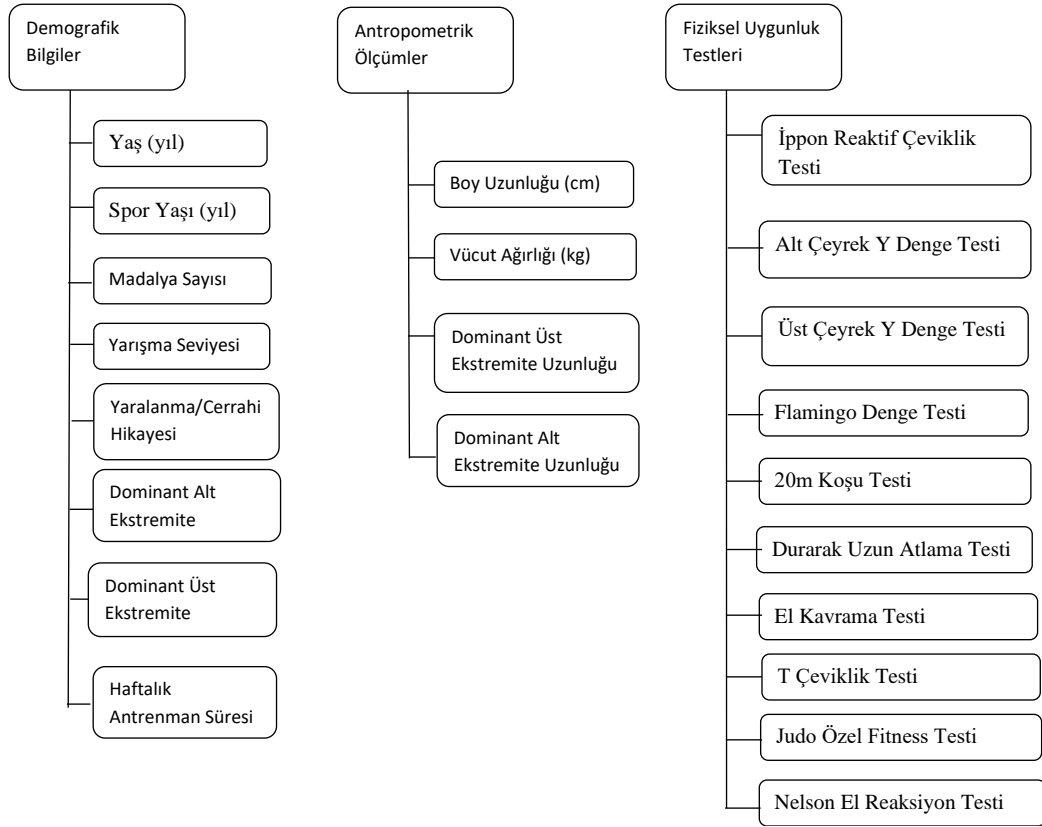 Demografik
Bilgiler
Yaş (yıl)
Spor Yaşı (yıl)
Madalya Sayısı
Yarışma Seviyesi
Yaralanma/Cerrahi
Hikayesi
Dominant Alt
Ekstremite
Dominant Üst
Ekstremite
Haftalık
Antrenman Süresi
Antropometrik
Ölçümler
Boy Uzunluğu (cm)
Vücut Ağırlığı (kg)
Dominant Üst
Ekstremite Uzunluğu
Dominant Alt
Ekstremite Uzunluğu
Fiziksel Uygunluk
Testleri
İppon Reaktif Çeviklik
Testi
Alt Çeyrek Y Denge Testi
Üst Çeyrek Y Denge Testi
Flamingo Denge Testi
20m Koşu Testi
Durarak Uzun Atlama Testi
El Kavrama Testi
T Çeviklik Testi
Judo Özel Fitness Testi
Nelson El Reaksiyon Testi